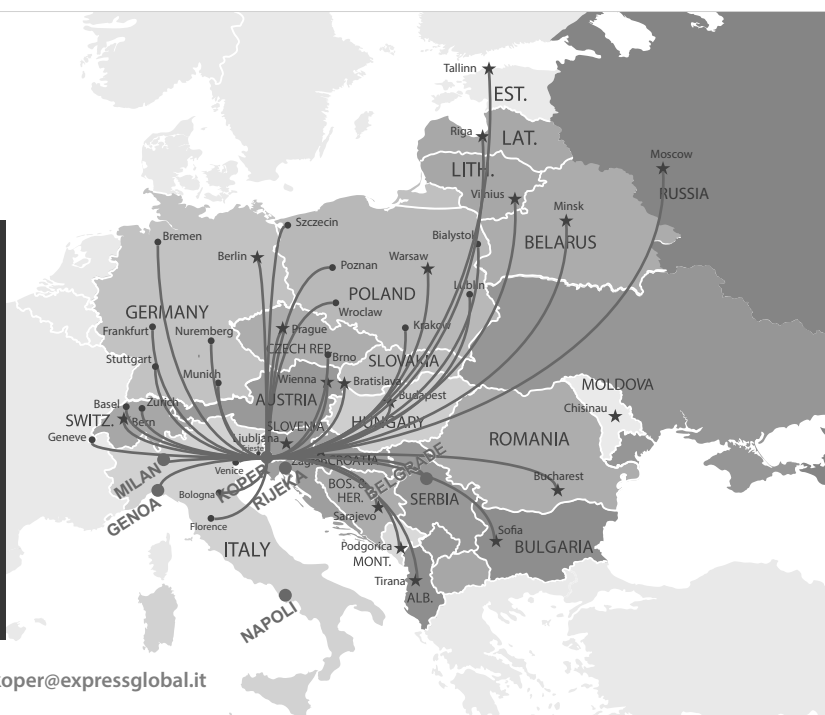 Tallinn
EST.
Riga
LAT.
LITH.
Moscow
Vilnius
RUSSIA
Minsk
Szczecin
Bremen
Bialystok
BELARUS
Berlin
Warsaw
Poznan
Lublin
POLAND
GERMANY
Wroclaw
Frankfurt
Nuremberg
Prague
Krakow
CZECH REP.
Brno
Stuttgart
SLOVAKIA
Munich
Wienna
Bratislava
MOLDOVA
AUSTRIA
Budapest
Basel
Zurich
Chisinau
SWITZ.
Bern
HUNGARY
SLOVENIA
Geneve
Ljubljana
ROMANIA
Trieste
Zagreb
CROATIA
Venice
MILAN
KOPER
RIJEKA
BELGRADE
Bucharest
BOS. &
HER.
Bologna
GENOA
SERBIA
Sarajevo
Florence
Sofia
ITALY
Podgorica
BULGARIA
MONT.
Tirana
ALB.
NAPOLI
koper@expressglobal.it